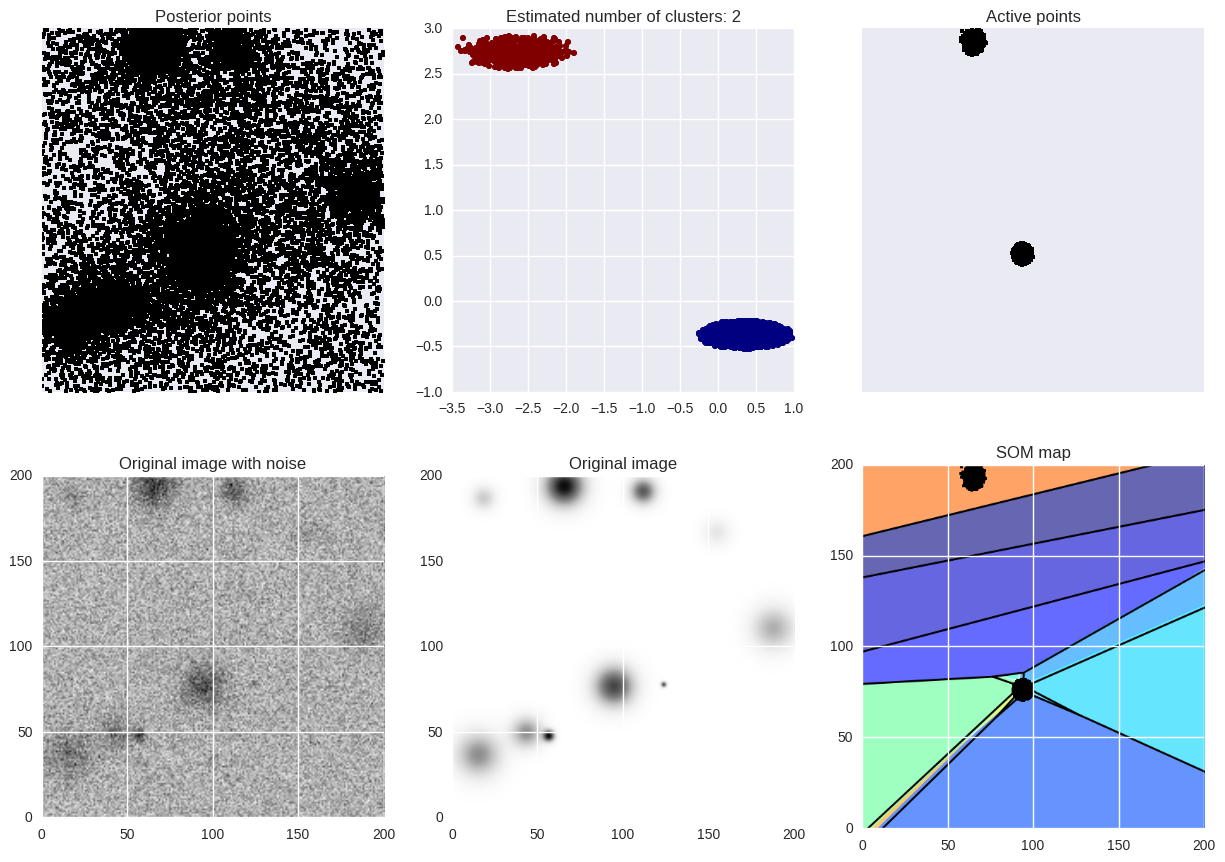 Posterior points
Estimated number of clusters: 2
Active points
3.0
2.5
2.0
1.5
1.0
0.5
0.0
−0.5
−1.0
−3.5 −3.0 −2.5 −2.0 −1.5 −1.0 −0.5 0.0 0.5 1.0
Original image with noise
200
150
100
50
0
0 50 100 150 200
Original image
200
150
100
50
0
0 50 100 150 200
SOM map
200
150
100
50
0
0 50 100 150 200